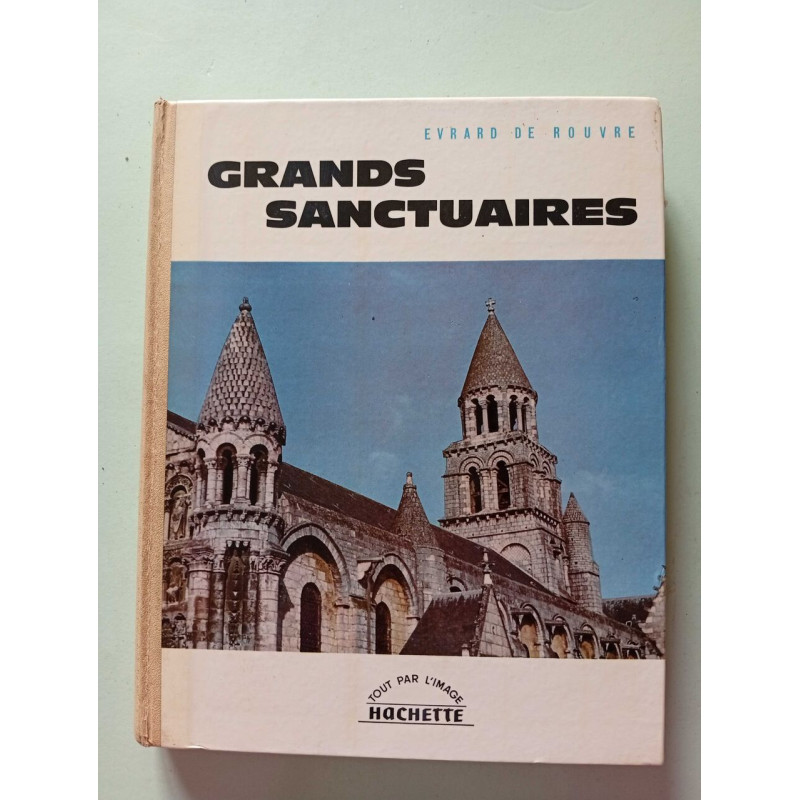 EVRARD DE ROUVRE
GRANDS
SANCTUAIRES
TOUT PAR L'IMAGE
HACHETTE